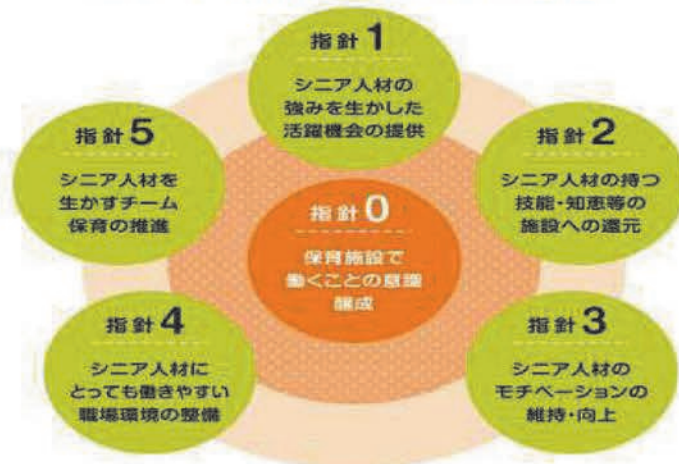 指針1
シニア人材の
強みを生かした
活躍機会の提供
指針2
シニア人材の持つ
技能・知恵等の
施設への還元
指針3
シニア人材の
モチベーションの
維持・向上
指針4
シニア人材に
とっても働きやすい
職場環境の整備
指針5
シニア人材を
生かすチーム
保育の推進
指針0
保育施設で
働くことの意識
醸成